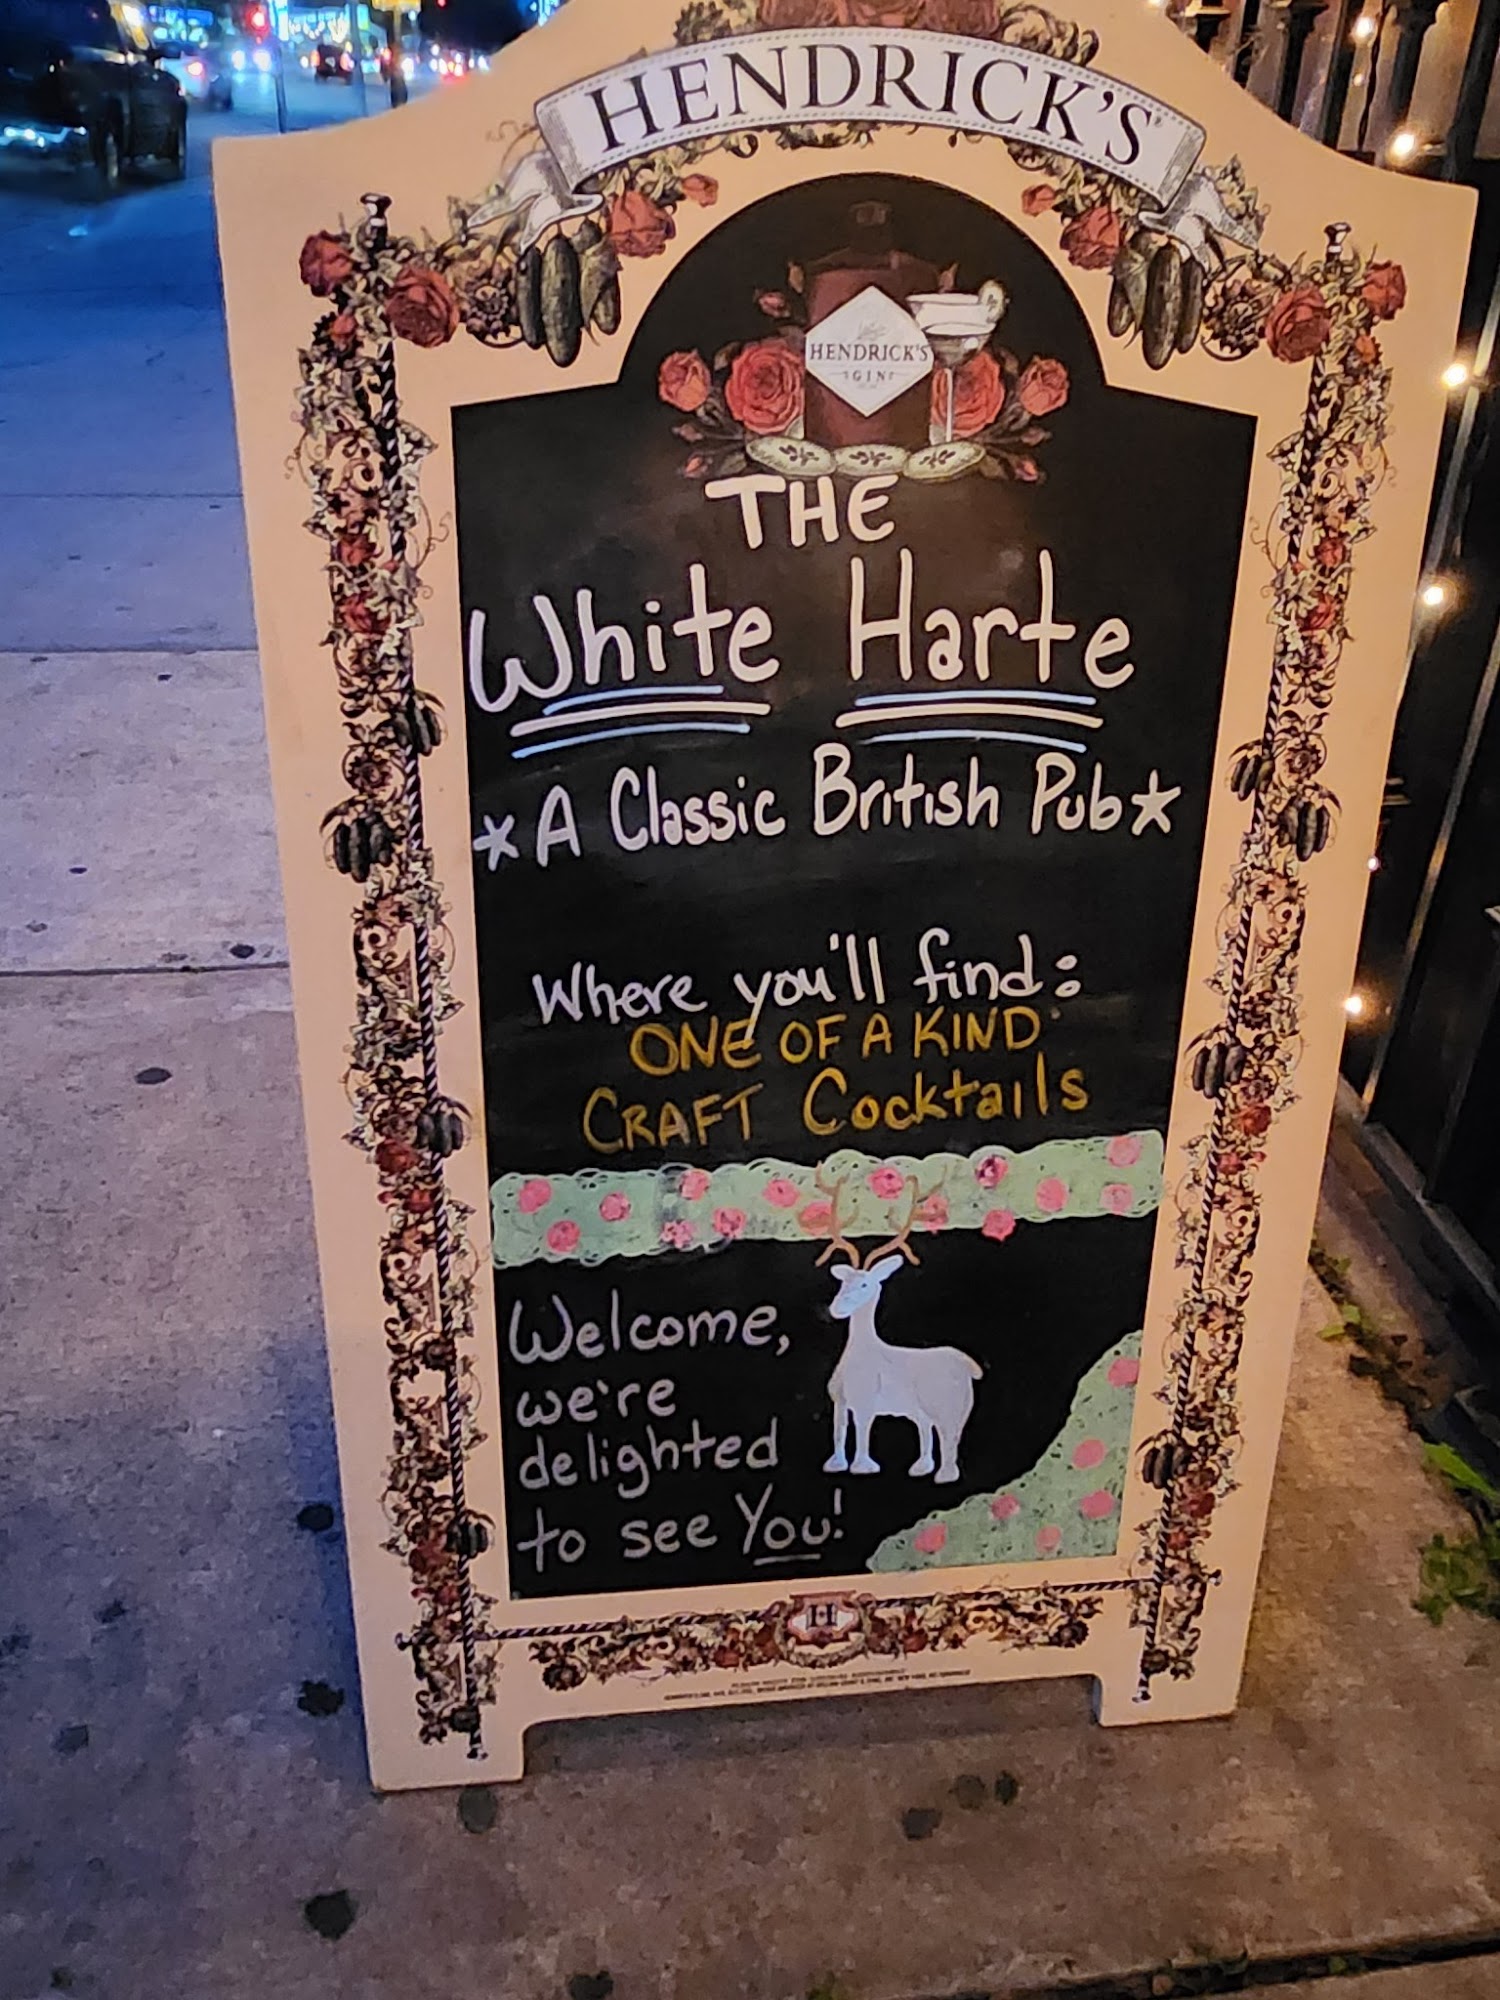 HENDRICK'S
HENDRICK'S
GIN
THE
White Harte
*A Classic British Pub*
Where you'll find:
ONE OF A KIND
CRAFT Cocktails
Welcome,
we're
delighted
to see You!
H